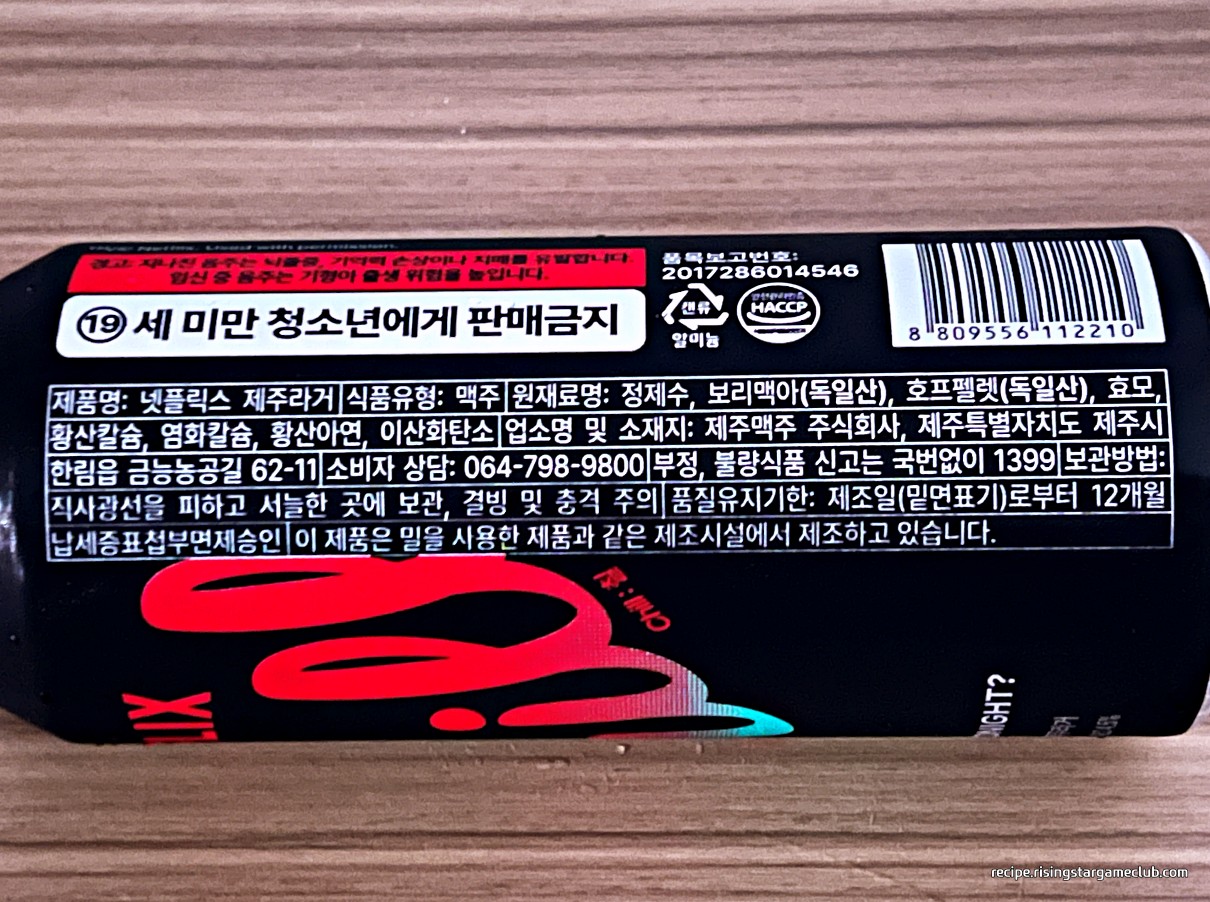 Netflix. Used with permission.
경고: 지나친 음주는 뇌졸중, 기억력 손상이나 치매를 유발합니다.
임신 중 음주는 기형아 출생 위험을 높입니다.
19 세 미만 청소년에게 판매금지
품목보고번호:
2017286014546
캔류
알미늄
HACCP
8 809556 112210
제품명: 넷플릭스 제주라거 식품유형: 맥주 원재료명: 정제수, 보리맥아(독일산), 호프펠렛(독일산), 효모,
황산칼슘, 염화칼슘, 황산아연, 이산화탄소 업소명 및 소재지: 제주맥주 주식회사, 제주특별자치도 제주시
한림읍 금능농공길 62-11 소비자 상담: 064-798-9800 부정, 불량식품 신고는 국번없이 1399 보관방법:
직사광선을 피하고 서늘한 곳에 보관, 결빙 및 충격 주의 품질유지기한: 제조일(밑면표기)로부터 12개월
납세증표첩부면제승인 이 제품은 밀을 사용한 제품과 같은 제조시설에서 제조하고 있습니다.
Chill : 칠
LIX
NIGHT?
recipe.risingstargameclub.com